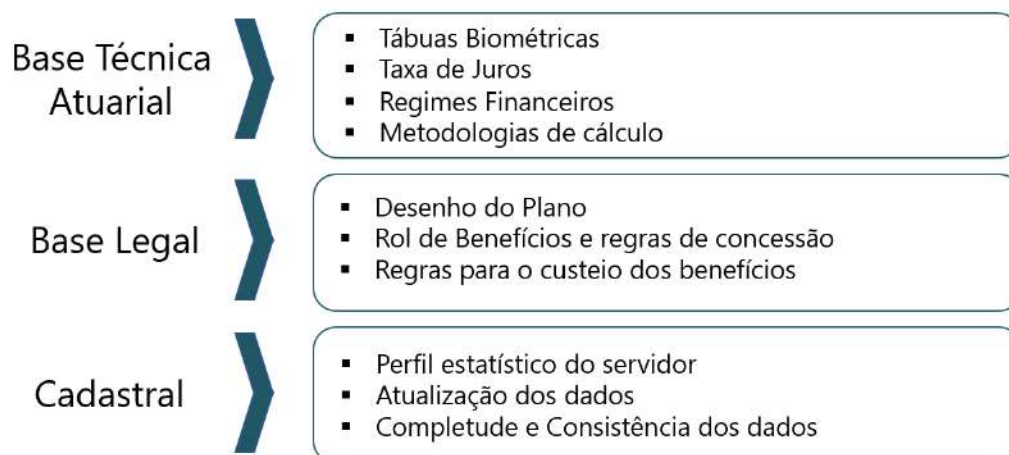 Base Técnica
Atuarial
▪ Tábuas Biométricas
▪ Taxa de Juros
▪ Regimes Financeiros
▪ Metodologias de cálculo
Base Legal
▪ Desenho do Plano
▪ Rol de Benefícios e regras de concessão
▪ Regras para o custeio dos benefícios
Cadastral
▪ Perfil estatístico do servidor
▪ Atualização dos dados
▪ Completude e Consistência dos dados